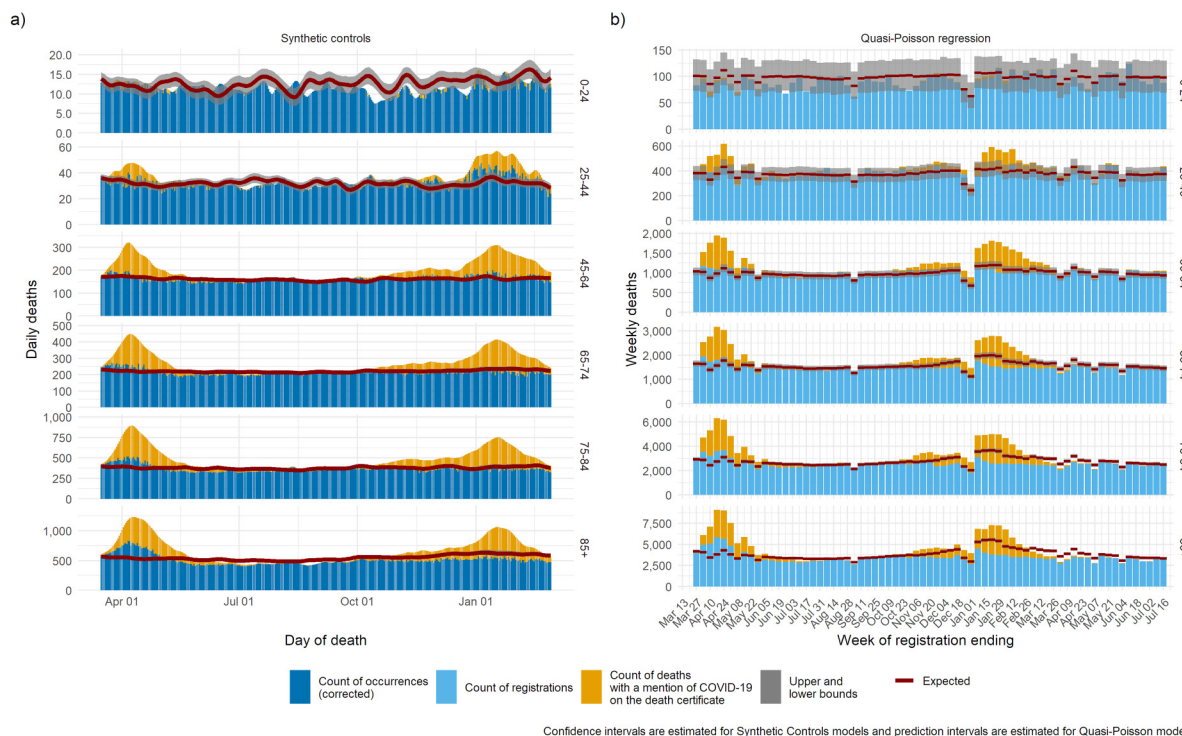 a)
Synthetic controls
Daily deaths
20.0
15.0
10.0
5.0
0.0
0-24
60
40
20
0
25-44
300
200
100
0
45-64
500
400
300
200
100
0
65-74
1,000
750
500
250
0
75-84
1,000
500
0
85+
Apr 01
Jul 01
Oct 01
Jan 01
Day of death
b)
Quasi-Poisson regression
Weekly deaths
150
100
50
0
600
400
200
0
2,000
1,500
1,000
500
0
3,000
2,000
1,000
0
6,000
4,000
2,000
0
7,500
5,000
2,500
0
Mar 13
Mar 27
Apr 10
Apr 24
May 08
May 22
Jun 05
Jun 19
Jul 03
Jul 17
Jul 31
Aug 14
Aug 28
Sep 11
Sep 25
Oct 09
Oct 23
Nov 06
Nov 20
Dec 04
Dec 18
Jan 01
Jan 15
Jan 29
Feb 12
Feb 26
Mar 12
Mar 26
Apr 09
Apr 23
May 07
May 21
Jun 04
Jun 18
Jul 02
Jul 16
Week of registration ending
Count of occurrences
(corrected)
Count of registrations
Count of deaths
with a mention of COVID-19
on the death certificate
Upper and
lower bounds
Expected
Confidence intervals are estimated for Synthetic Controls models and prediction intervals are estimated for Quasi-Poisson mode